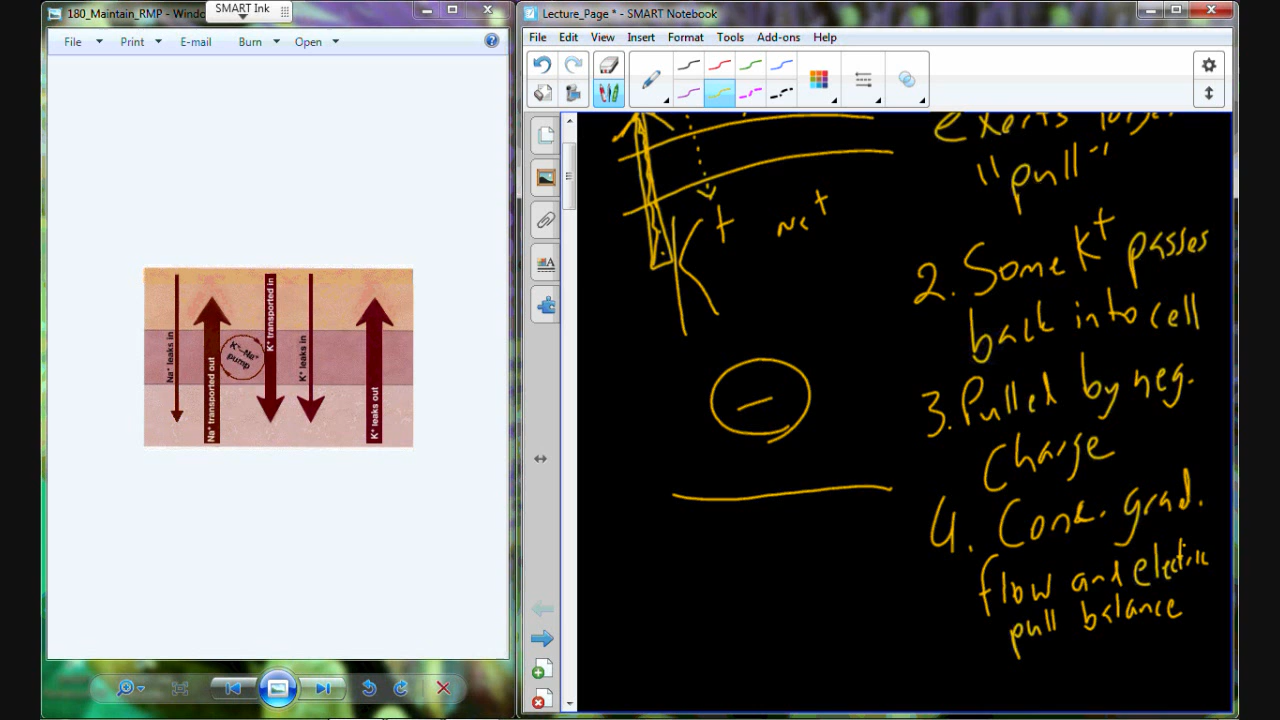 180_Maintain_RMP - Windo
SMART Ink
File
Print
E-mail
Burn
Open
Na⁺ leaks in
Na⁺ transported out
K⁺-Na⁺
pump
K⁺ transported in
K⁺ leaks in
K⁺ leaks out
Lecture_Page * - SMART Notebook
File Edit View Insert Format Tools Add-ons Help
exerts larger
"pull"
K⁺ Na⁺
2. Some K⁺ passes
back into cell
3. Pulled by neg.
charge
4. Conc. grad.
flow and electric
pull balance